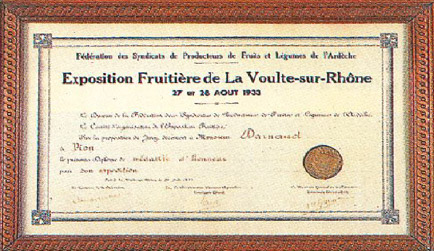 Fédération des Syndicats de Producteurs de Fruits et Légumes de l'Ardèche
Exposition Fruitière de La Voulte-sur-Rhône
27 et 28 AOUT 1933
Le Bureau de la Fédération des Syndicats de Producteurs de Fruits et Légumes de l'Ardèche,
Le Comité d'organisation de l'Exposition Fruitière,
Sur la proposition du Jury, décernent à Monsieur Darnaud
à Vion
le présent Diplôme de médaille d'Honneur
pour son exposition